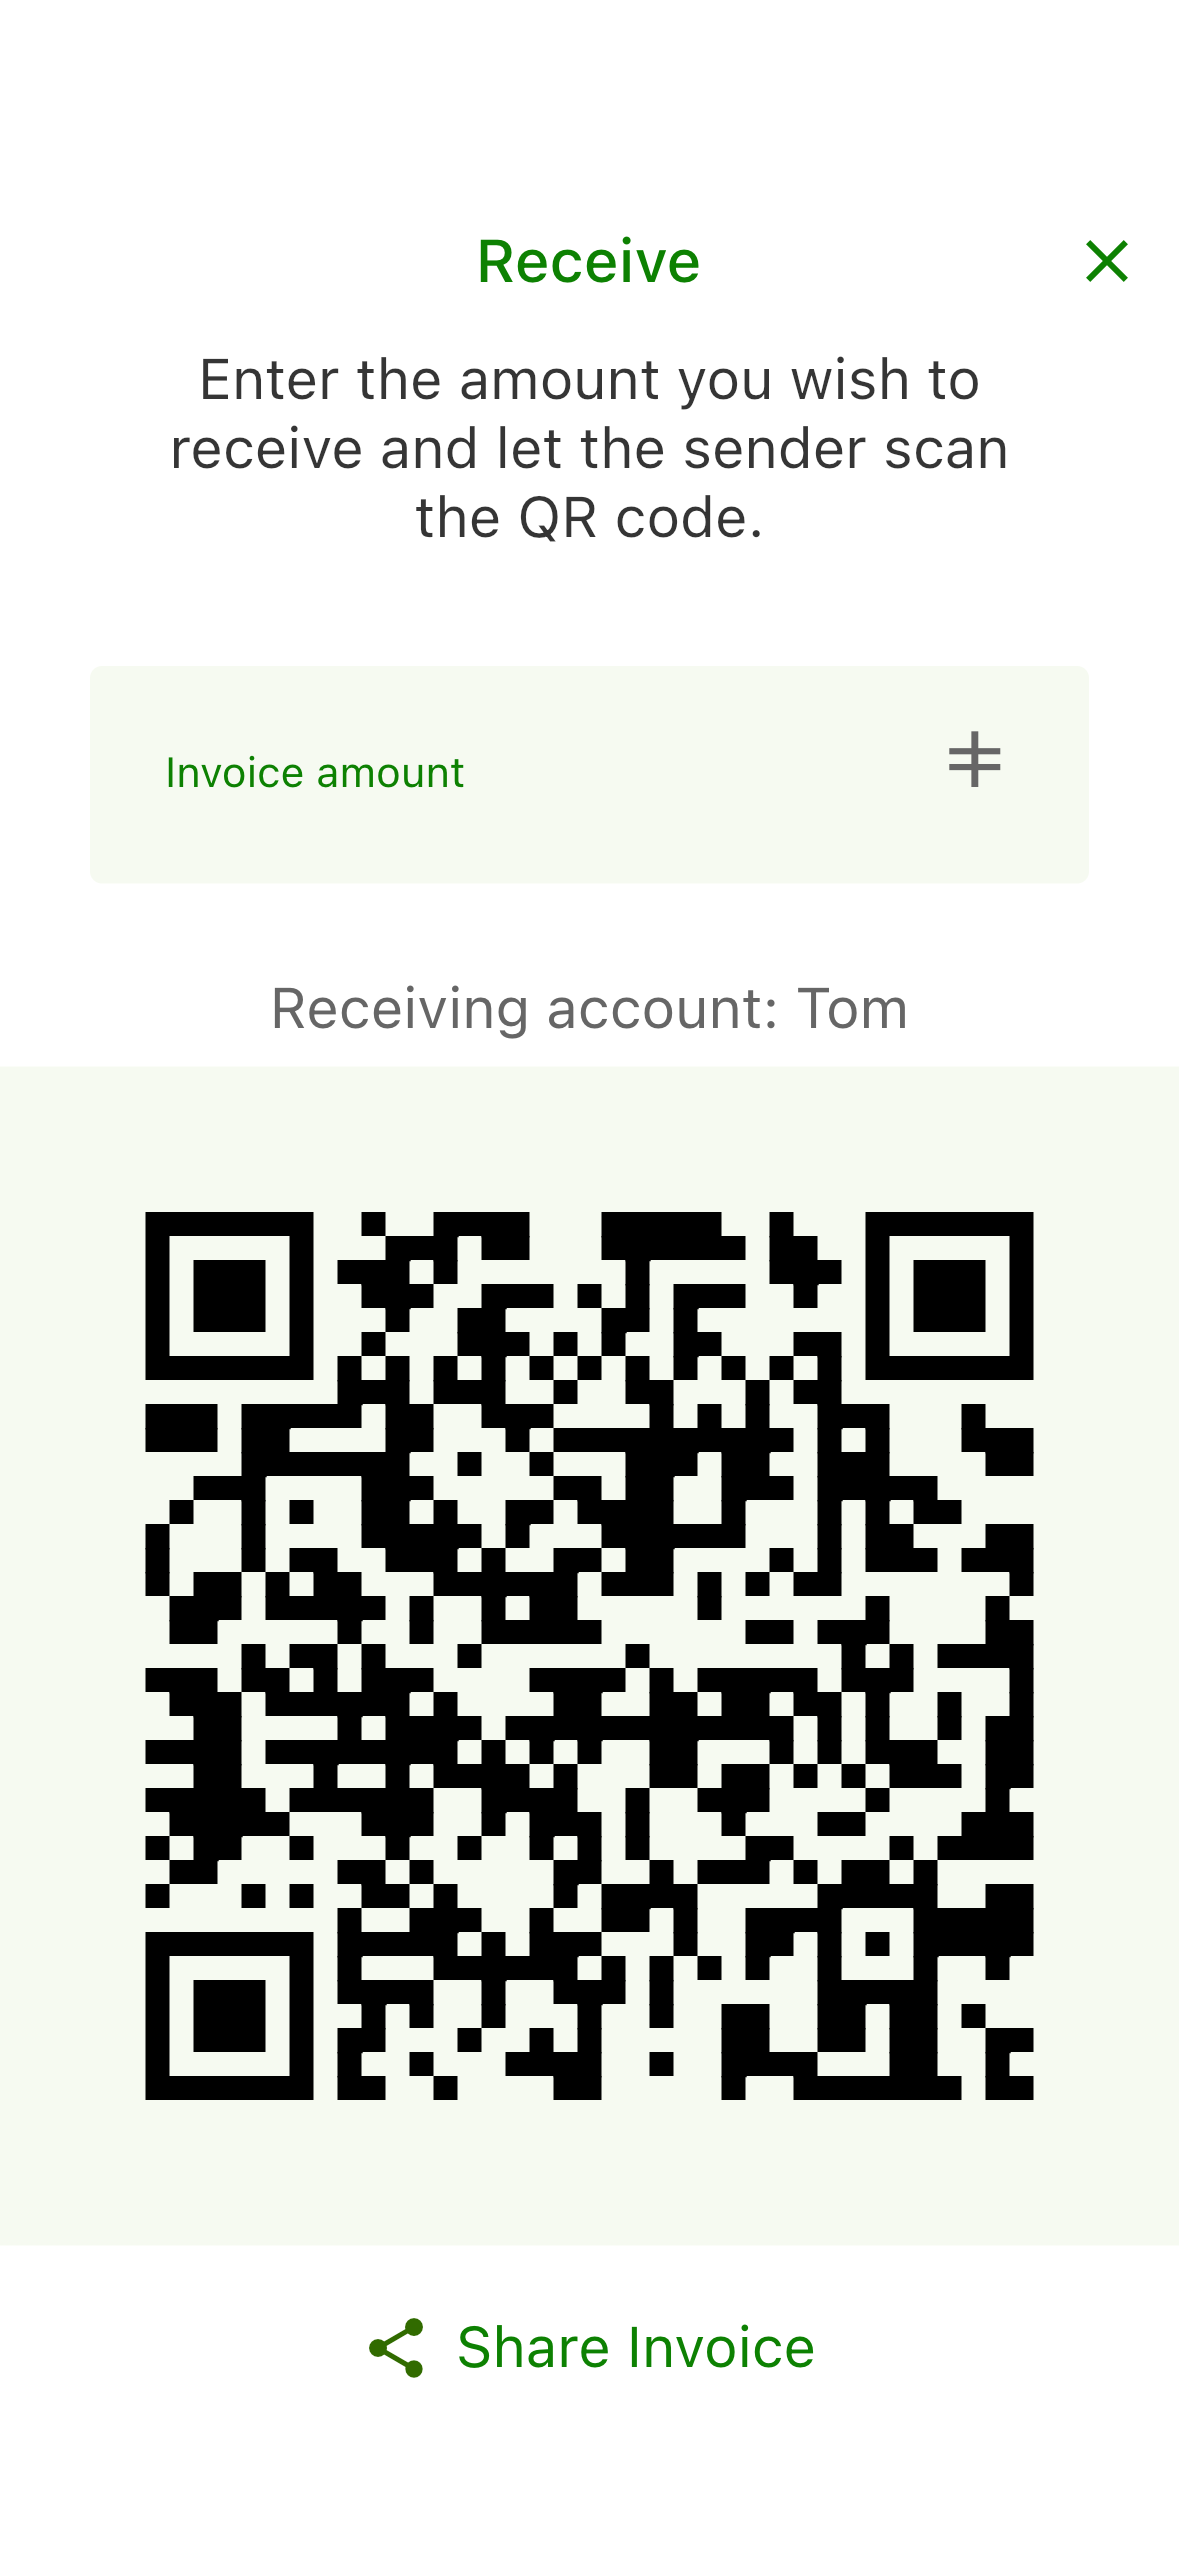 Receive
Enter the amount you wish to
receive and let the sender scan
the QR code.
Invoice amount
Receiving account: Tom
Share Invoice